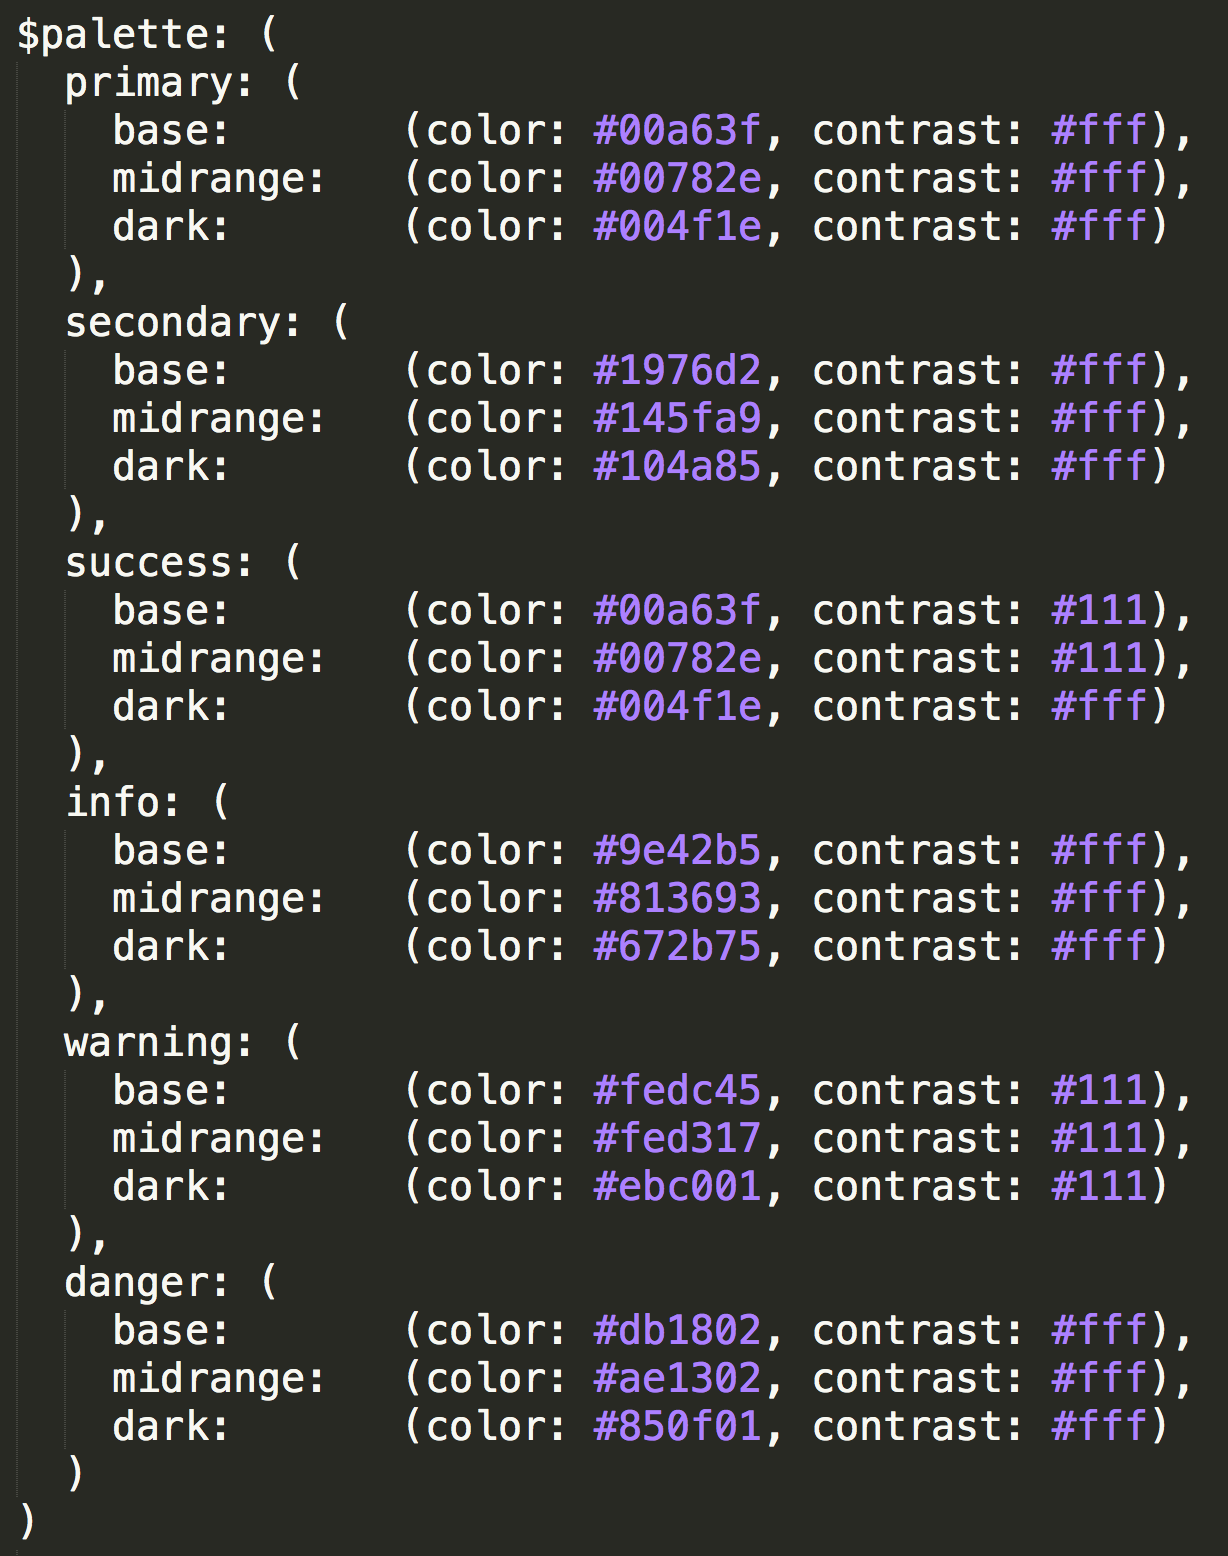 $palette: (
  primary: (
    base:       (color: #00a63f, contrast: #fff),
    midrange:   (color: #00782e, contrast: #fff),
    dark:       (color: #004f1e, contrast: #fff)
  ),
  secondary: (
    base:       (color: #1976d2, contrast: #fff),
    midrange:   (color: #145fa9, contrast: #fff),
    dark:       (color: #104a85, contrast: #fff)
  ),
  success: (
    base:       (color: #00a63f, contrast: #111),
    midrange:   (color: #00782e, contrast: #111),
    dark:       (color: #004f1e, contrast: #fff)
  ),
  info: (
    base:       (color: #9e42b5, contrast: #fff),
    midrange:   (color: #813693, contrast: #fff),
    dark:       (color: #672b75, contrast: #fff)
  ),
  warning: (
    base:       (color: #fedc45, contrast: #111),
    midrange:   (color: #fed317, contrast: #111),
    dark:       (color: #ebc001, contrast: #111)
  ),
  danger: (
    base:       (color: #db1802, contrast: #fff),
    midrange:   (color: #ae1302, contrast: #fff),
    dark:       (color: #850f01, contrast: #fff)
  )
)